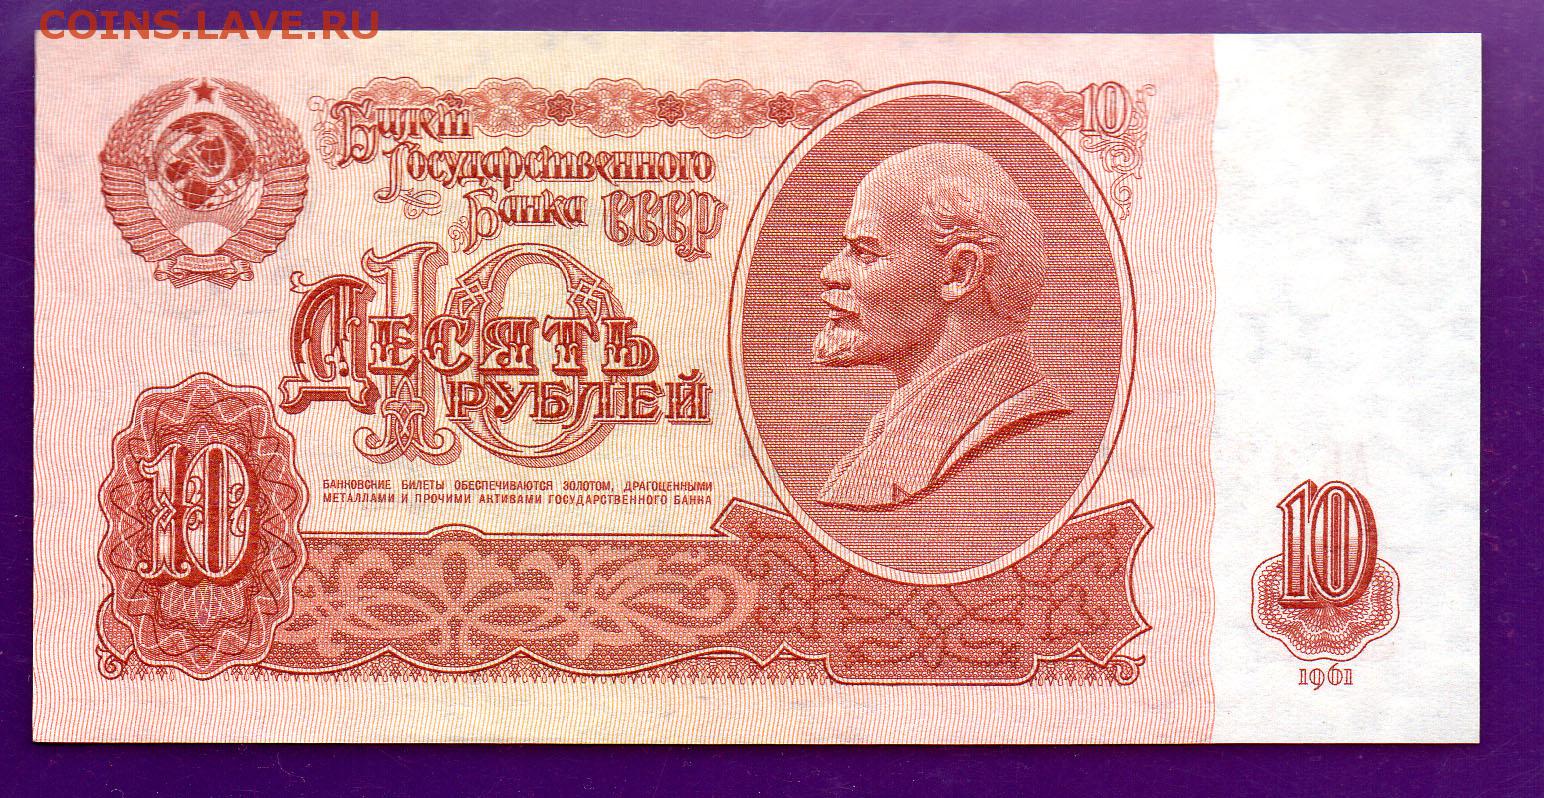 COINS.LAVE.RU
Билет
Государственного
Банка СССР
10
10
Десять
рублей
10
БАНКОВСКИЕ БИЛЕТЫ ОБЕСПЕЧИВАЮТСЯ ЗОЛОТОМ, ДРАГОЦЕННЫМИ
МЕТАЛЛАМИ И ПРОЧИМИ АКТИВАМИ ГОСУДАРСТВЕННОГО БАНКА
10
1961